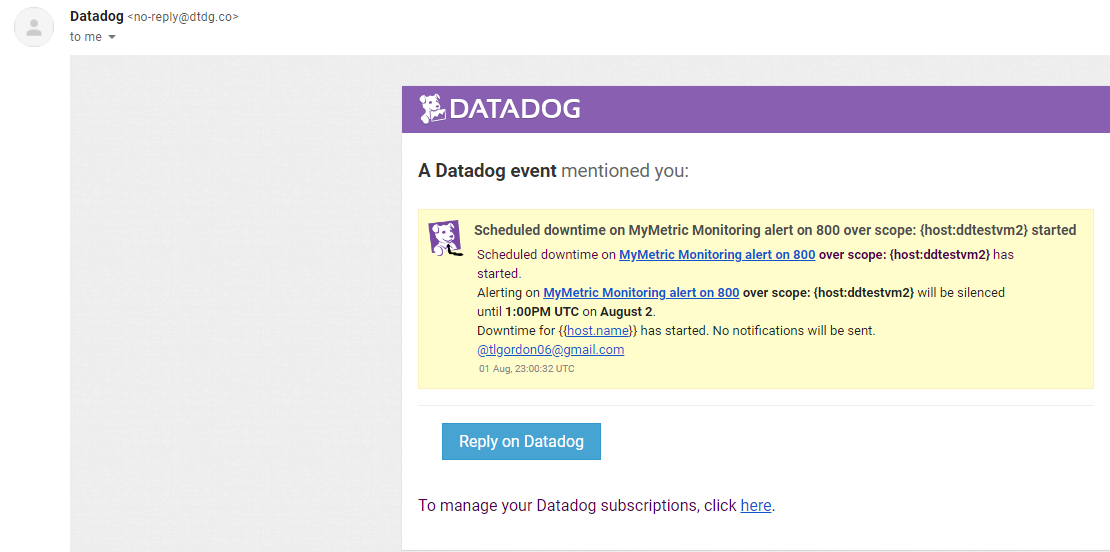 Datadog <no-reply@dtdg.co>
to me
DATADOG
A Datadog event mentioned you:
Scheduled downtime on MyMetric Monitoring alert on 800 over scope: {host:ddtestvm2} started
Scheduled downtime on MyMetric Monitoring alert on 800 over scope: {host:ddtestvm2} has
started.
Alerting on MyMetric Monitoring alert on 800 over scope: {host:ddtestvm2} will be silenced
until 1:00PM UTC on August 2.
Downtime for {{host.name}} has started. No notifications will be sent.
@tlgordon06@gmail.com
01 Aug, 23:00:32 UTC
Reply on Datadog
To manage your Datadog subscriptions, click here.